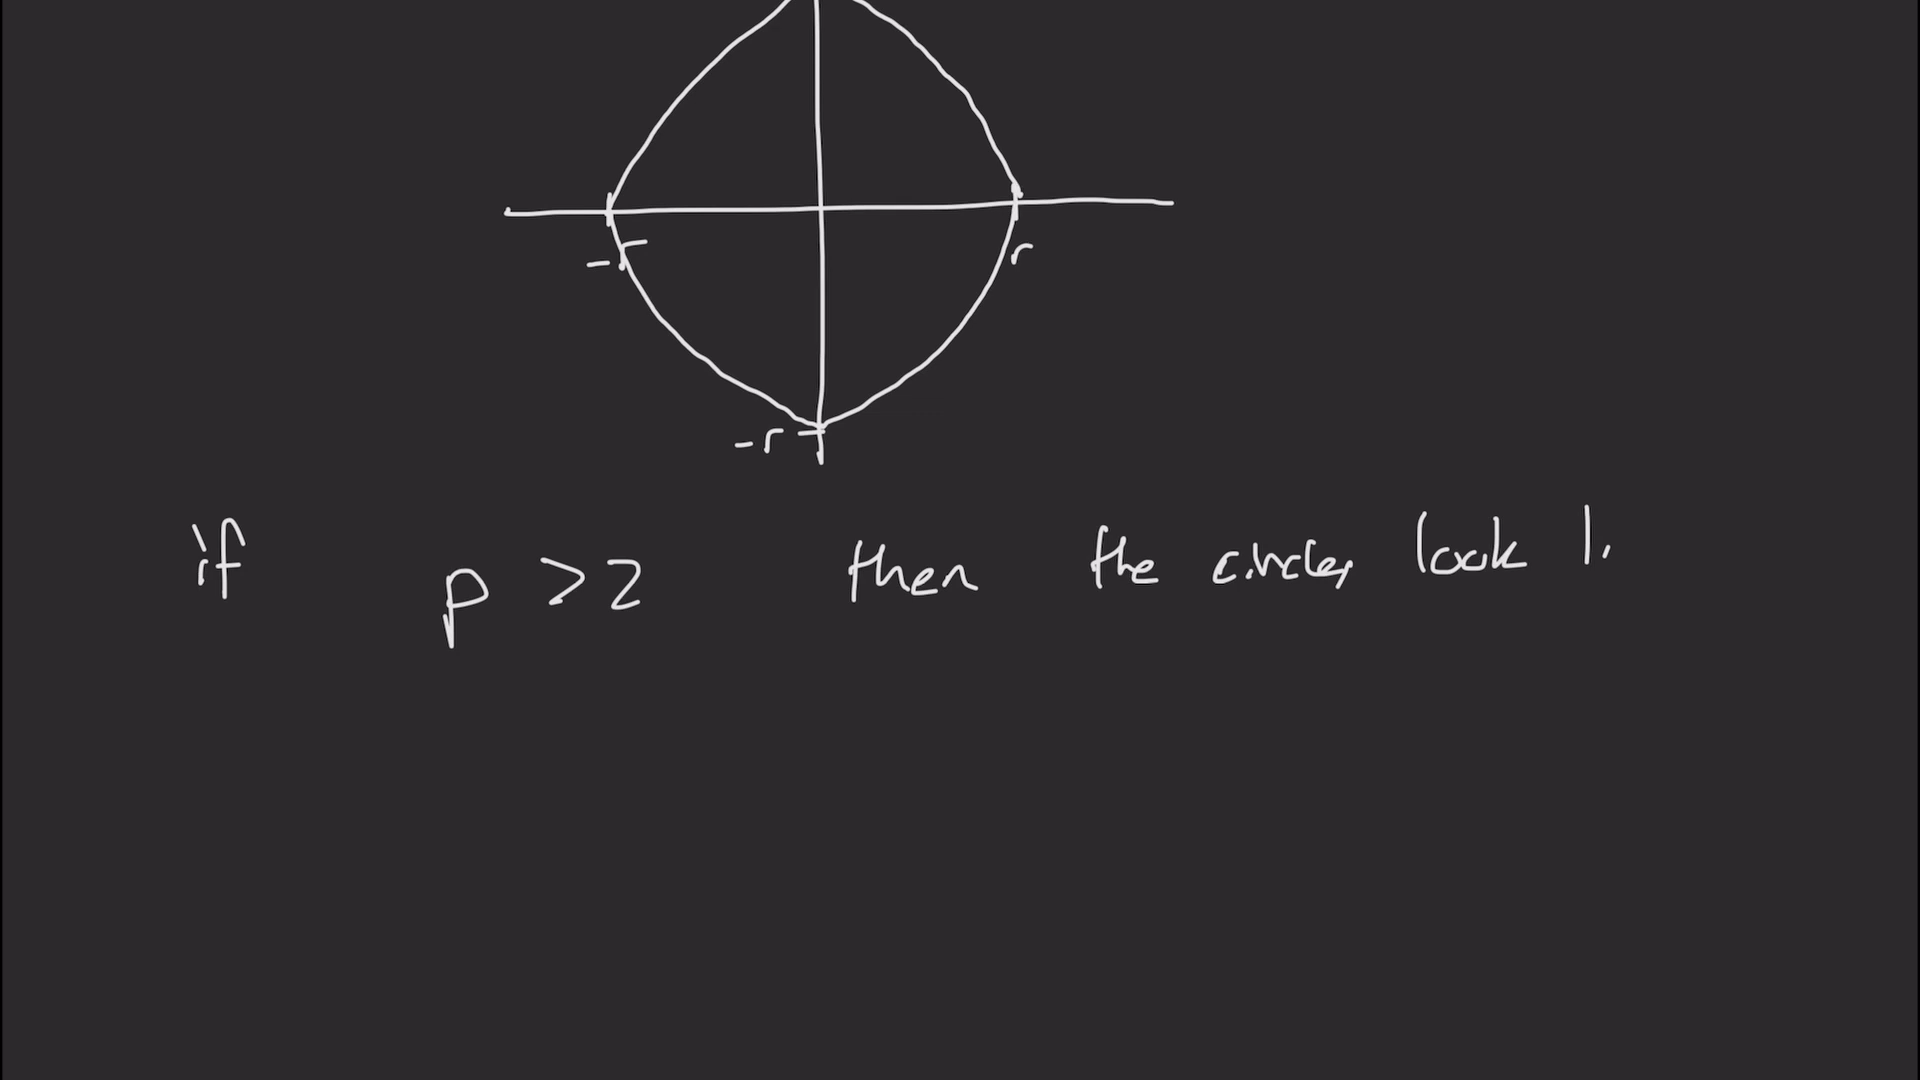 -r r
-r
if p >2 then the circles look l.